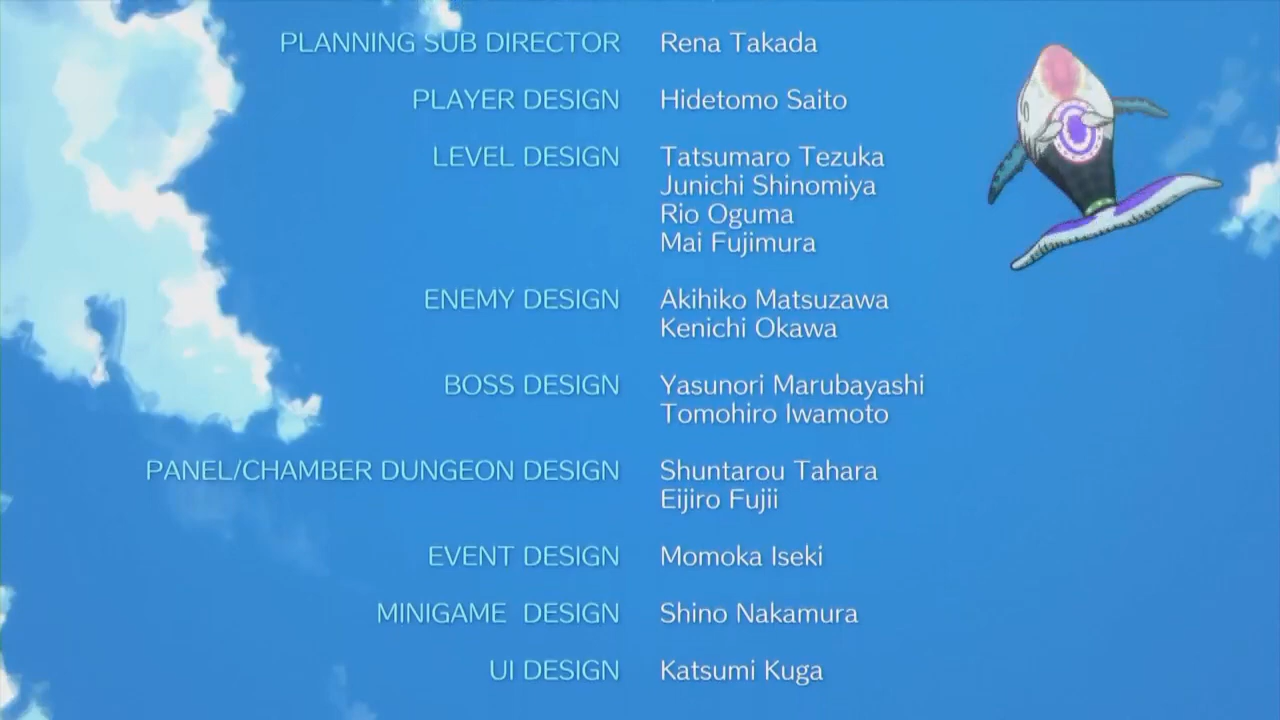 PLANNING SUB DIRECTOR Rena Takada
PLAYER DESIGN Hidetomo Saito
LEVEL DESIGN Tatsumaro Tezuka
Junichi Shinomiya
Rio Oguma
Mai Fujimura
ENEMY DESIGN Akihiko Matsuzawa
Kenichi Okawa
BOSS DESIGN Yasunori Marubayashi
Tomohiro Iwamoto
PANEL/CHAMBER DUNGEON DESIGN Shuntarou Tahara
Eijiro Fujii
EVENT DESIGN Momoka Iseki
MINIGAME DESIGN Shino Nakamura
UI DESIGN Katsumi Kuga